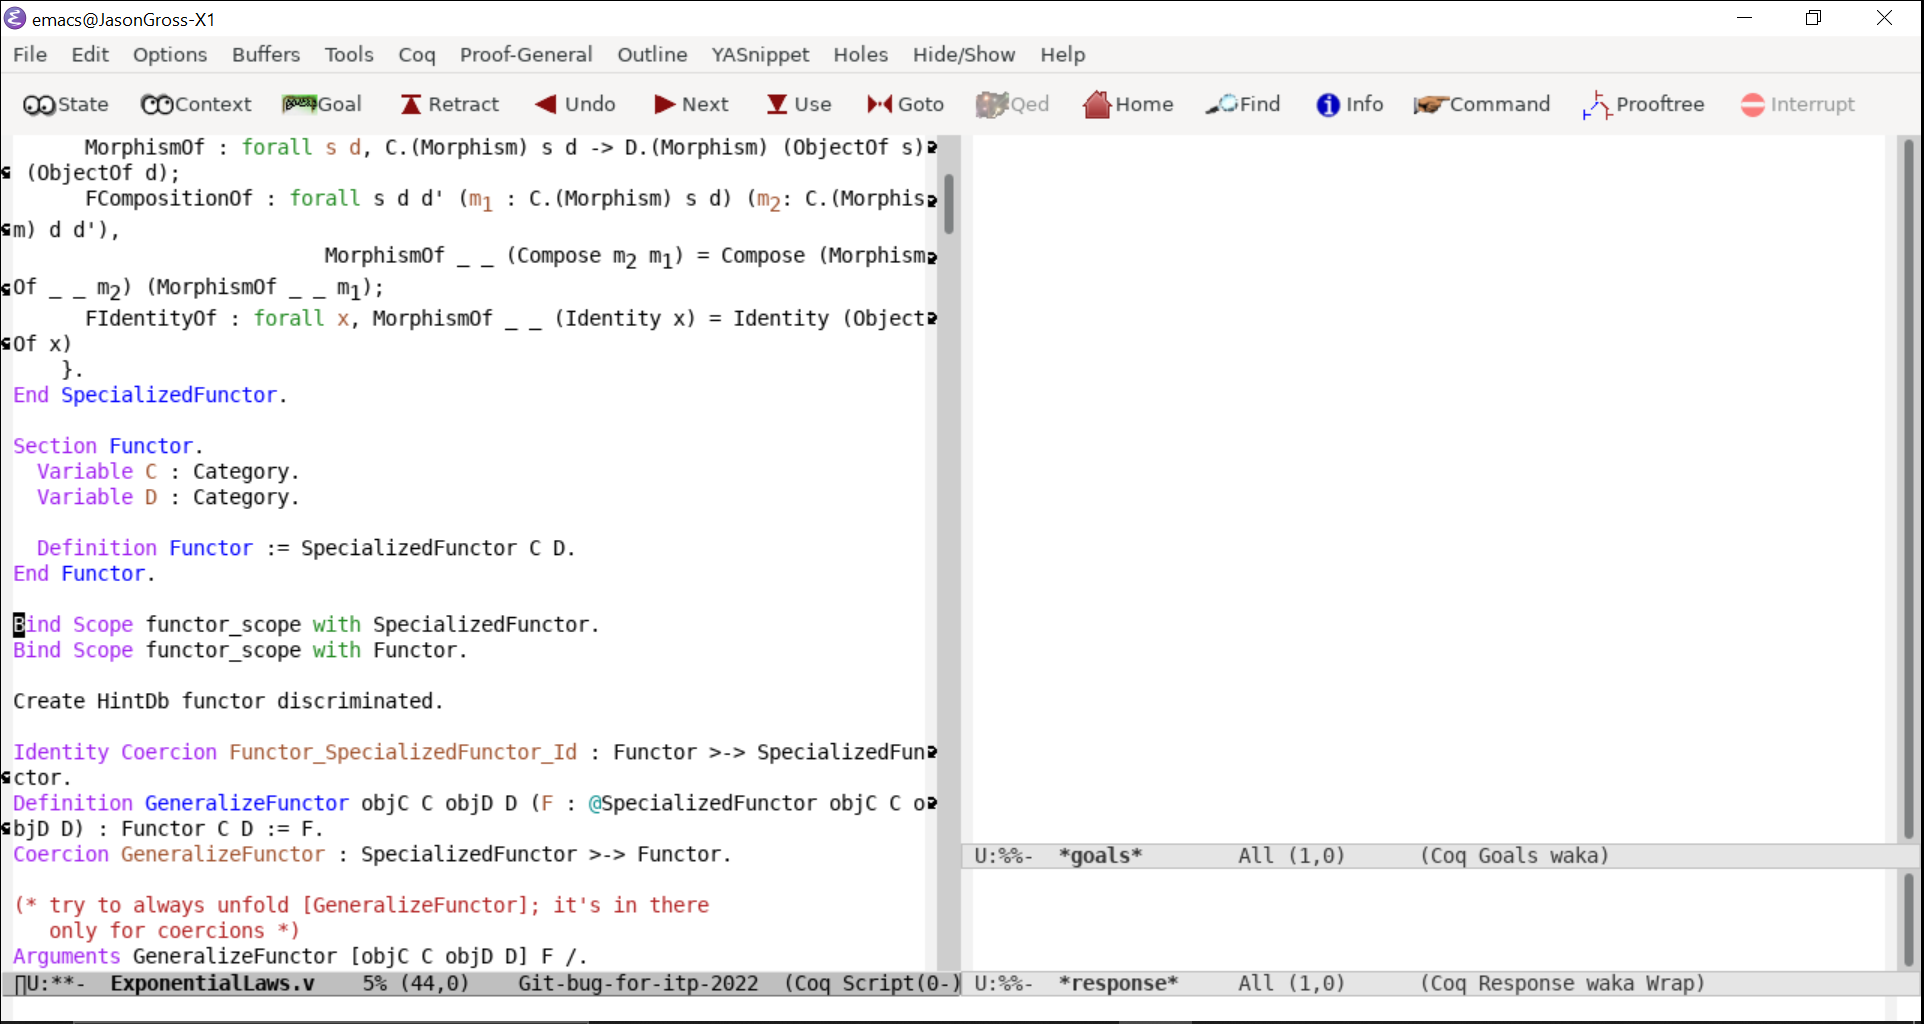 emacs@JasonGross-X1
File Edit Options Buffers Tools Coq Proof-General Outline YASnippet Holes Hide/Show Help
State Context Goal Retract Undo Next Use Goto Qed Home Find Info Command Prooftree Interrupt
      MorphismOf : forall s d, C.(Morphism) s d -> D.(Morphism) (ObjectOf s)
 (ObjectOf d);
      FCompositionOf : forall s d d' (m₁ : C.(Morphism) s d) (m₂: C.(Morphis
m) d d'),
                          MorphismOf _ _ (Compose m₂ m₁) = Compose (Morphism
Of _ _ m₂) (MorphismOf _ _ m₁);
      FIdentityOf : forall x, MorphismOf _ _ (Identity x) = Identity (Object
Of x)
    }.
End SpecializedFunctor.
Section Functor.
  Variable C : Category.
  Variable D : Category.
  Definition Functor := SpecializedFunctor C D.
End Functor.
Bind Scope functor_scope with SpecializedFunctor.
Bind Scope functor_scope with Functor.
Create HintDb functor discriminated.
Identity Coercion Functor_SpecializedFunctor_Id : Functor >-> SpecializedFun
ctor.
Definition GeneralizeFunctor objC C objD D (F : @SpecializedFunctor objC C o
bjD D) : Functor C D := F.
Coercion GeneralizeFunctor : SpecializedFunctor >-> Functor.
(* try to always unfold [GeneralizeFunctor]; it's in there
   only for coercions *)
Arguments GeneralizeFunctor [objC C objD D] F /.
U:**-  ExponentialLaws.v    5% (44,0)    Git-bug-for-itp-2022  (Coq Script(0-)
U:%%-  *goals*        All (1,0)      (Coq Goals waka)
U:%%-  *response*     All (1,0)      (Coq Response waka Wrap)